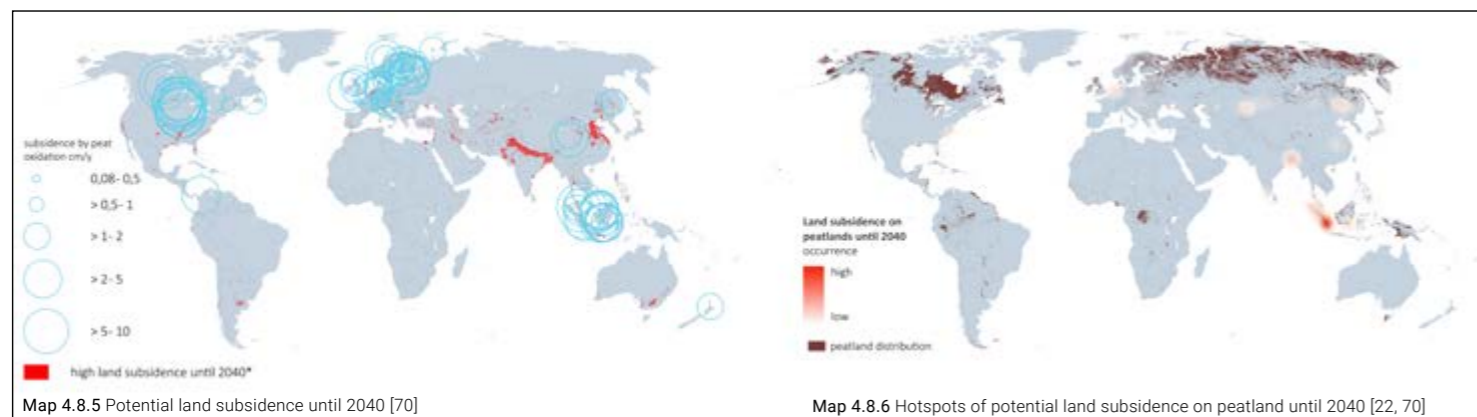 subsidence by peat
oxidation cm/y
0,08- 0,5
> 0,5- 1
> 1- 2
> 2- 5
> 5- 10
high land subsidence until 2040*
Map 4.8.5 Potential land subsidence until 2040 [70]
Land subsidence on
peatlands until 2040
occurrence
high
low
peatland distribution
Map 4.8.6 Hotspots of potential land subsidence on peatland until 2040 [22, 70]